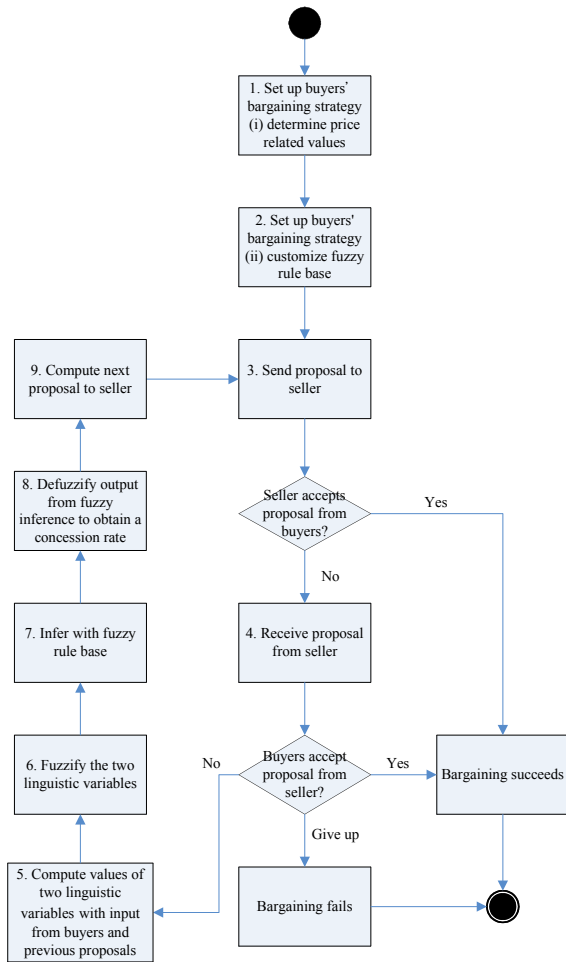 1. Set up buyers’
bargaining strategy
(i) determine price
related values
2. Set up buyers'
bargaining strategy
(ii) customize fuzzy
rule base
9. Compute next
proposal to seller
3. Send proposal to
seller
8. Defuzzify output
from fuzzy
inference to obtain a
concession rate
Seller accepts
proposal from
buyers?
Yes
No
7. Infer with fuzzy
rule base
4. Receive proposal
from seller
6. Fuzzify the two
linguistic variables
No
Buyers accept
proposal from
seller?
Yes
Bargaining succeeds
Give up
5. Compute values of
two linguistic
variables with input
from buyers and
previous proposals
Bargaining fails